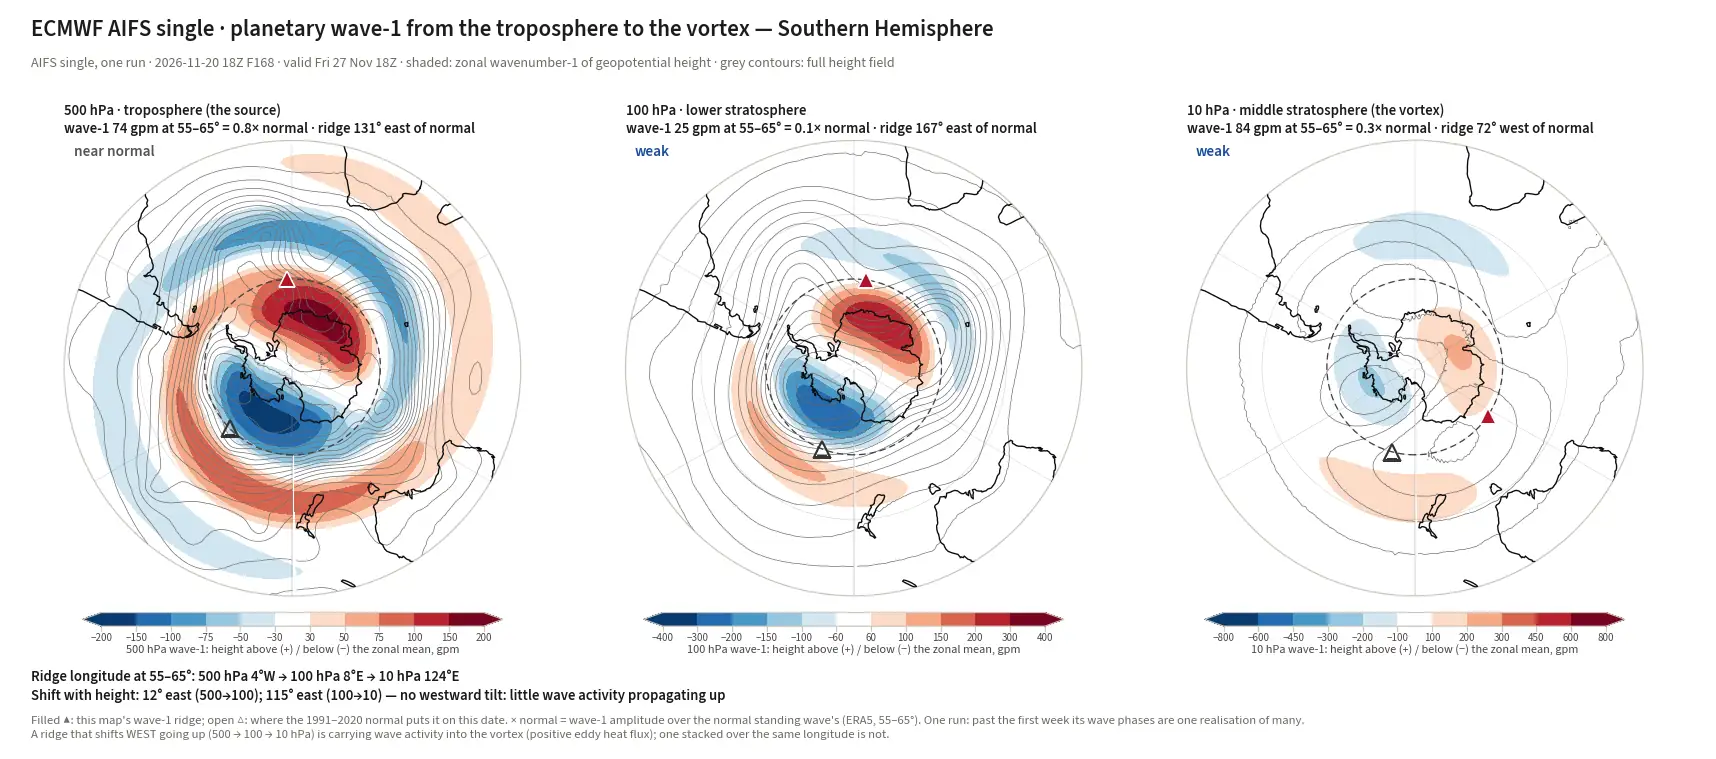 ECMWF AIFS single · planetary wave-1 from the troposphere to the vortex — Southern Hemisphere
AIFS single, one run · 2026-11-20 18Z F168 · valid Fri 27 Nov 18Z · shaded: zonal wavenumber-1 of geopotential height · grey contours: full height field
500 hPa · troposphere (the source)
wave-1 74 gpm at 55–65° = 0.8× normal · ridge 131° east of normal
near normal
100 hPa · lower stratosphere
wave-1 25 gpm at 55–65° = 0.1× normal · ridge 167° east of normal
weak
10 hPa · middle stratosphere (the vortex)
wave-1 84 gpm at 55–65° = 0.3× normal · ridge 72° west of normal
weak
−200 −150 −100 −75 −50 −30 30 50 75 100 150 200
500 hPa wave-1: height above (+) / below (−) the zonal mean, gpm
−400 −300 −200 −150 −100 −60 60 100 150 200 300 400
100 hPa wave-1: height above (+) / below (−) the zonal mean, gpm
−800 −600 −450 −300 −200 −100 100 200 300 450 600 800
10 hPa wave-1: height above (+) / below (−) the zonal mean, gpm
Ridge longitude at 55–65°: 500 hPa 4°W → 100 hPa 8°E → 10 hPa 124°E
Shift with height: 12° east (500→100); 115° east (100→10) — no westward tilt: little wave activity propagating up
Filled ▲: this map's wave-1 ridge; open △: where the 1991–2020 normal puts it on this date. × normal = wave-1 amplitude over the normal standing wave's (ERA5, 55–65°). One run: past the first week its wave phases are one realisation of many.
A ridge that shifts WEST going up (500 → 100 → 10 hPa) is carrying wave activity into the vortex (positive eddy heat flux); one stacked over the same longitude is not.